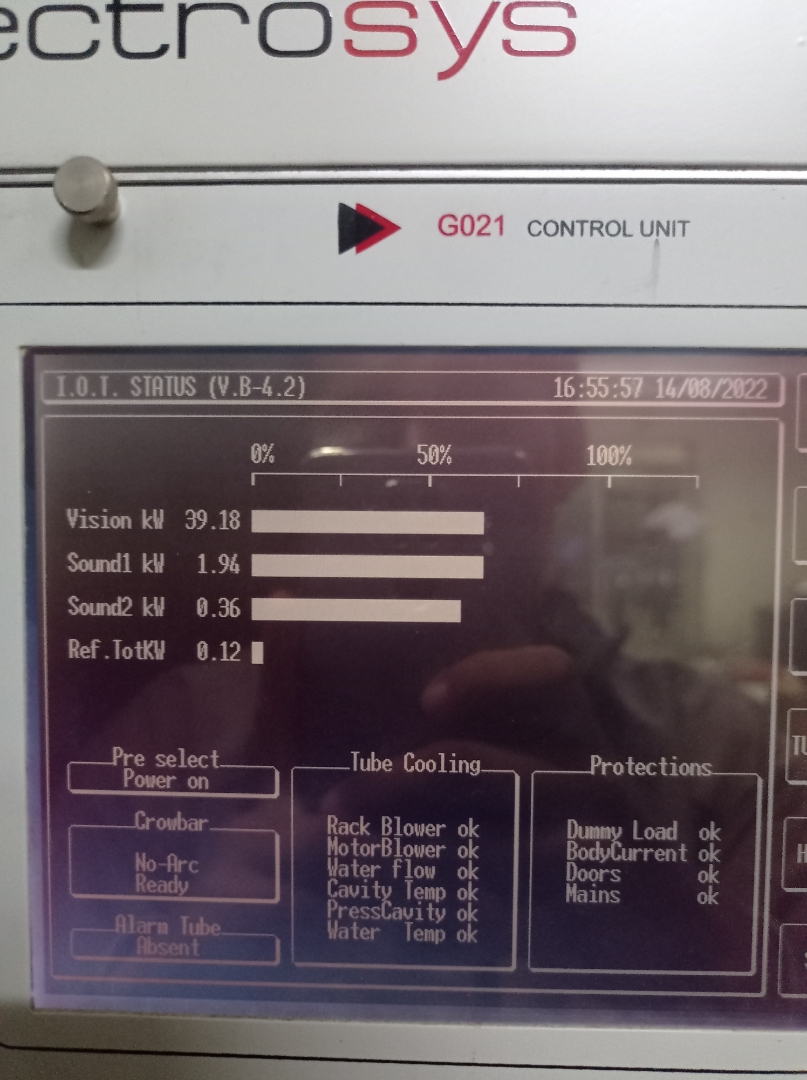 ectrosys
G021 CONTROL UNIT
I.O.T. STATUS (V.B-4.2) 16:55:57 14/08/2022
0% 50% 100%
Vision kW 39.18
Sound1 kW 1.94
Sound2 kW 0.36
Ref.TotKW 0.12
Pre select
Power on
Crowbar
No-Arc
Ready
Alarm Tube
Absent
Tube Cooling
Rack Blower ok
MotorBlower ok
Water flow ok
Cavity Temp ok
PressCavity ok
Water Temp ok
Protections
Dummy Load ok
BodyCurrent ok
Doors ok
Mains ok